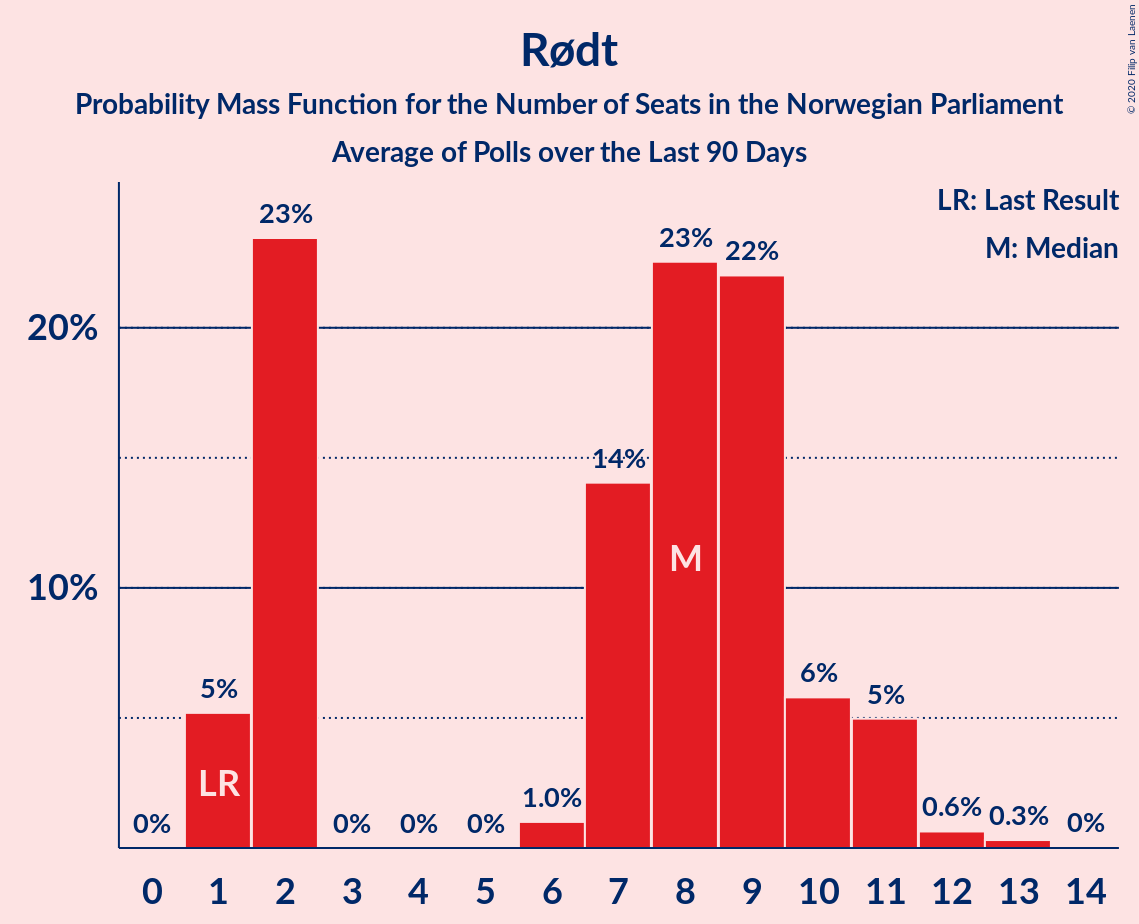 Rødt
Probability Mass Function for the Number of Seats in the Norwegian Parliament
Average of Polls over the Last 90 Days
© 2020 Filip van Laenen
LR: Last Result
M: Median
20%
10%
0%
5%
23%
0%
0%
0%
1.0%
14%
23%
22%
6%
5%
0.6%
0.3%
0%
LR
M
0 1 2 3 4 5 6 7 8 9 10 11 12 13 14